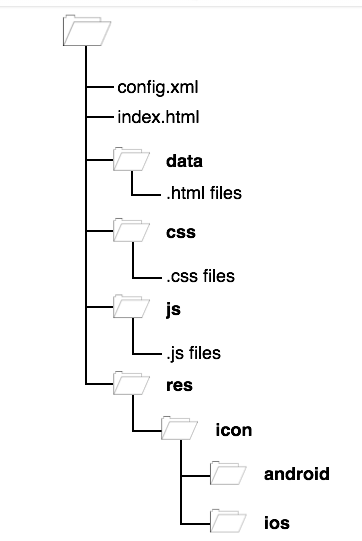 config.xml
index.html
data
.html files
css
.css files
js
.js files
res
icon
android
ios